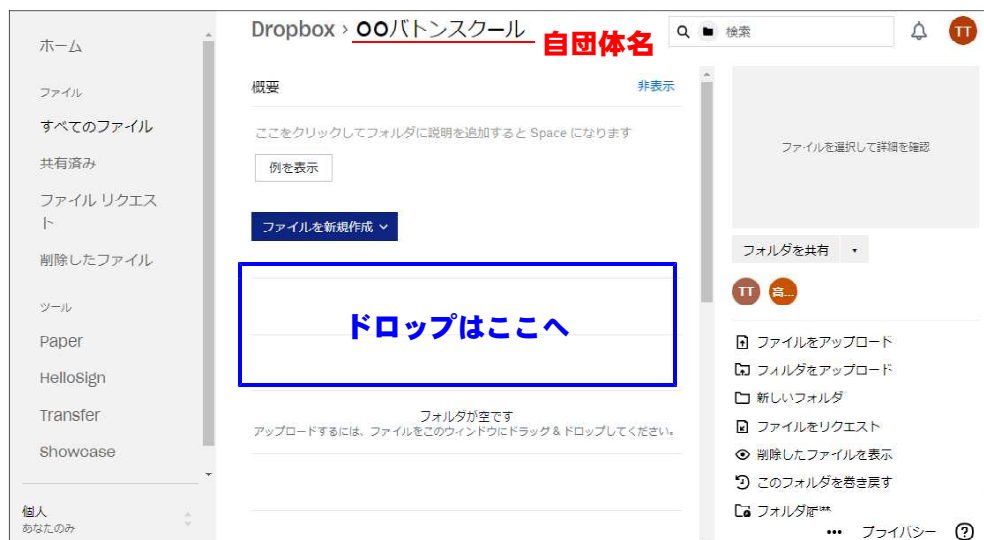 ホーム
ファイル
すべてのファイル
共有済み
ファイル リクエス
ト
削除したファイル
ツール
Paper
HelloSign
Transfer
Showcase
個人
あなたのみ
Dropbox › 〇〇バトンスクール
自団体名
検索
TT
概要
非表示
ここをクリックしてフォルダに説明を追加すると Space になります
例を表示
ファイルを新規作成
ドロップはここへ
フォルダが空です
アップロードするには、ファイルをこのウィンドウにドラッグ & ドロップしてください。
ファイルを選択して詳細を確認
フォルダを共有
TT 高...
ファイルをアップロード
フォルダをアップロード
新しいフォルダ
ファイルをリクエスト
削除したファイルを表示
このフォルダを巻き戻す
フォルダ
••• プライバシー